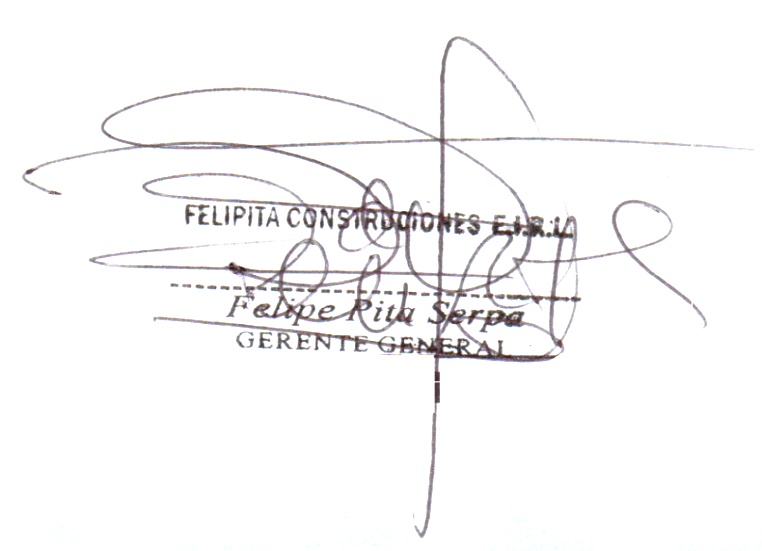 FELIPITA CONSTRUCIONES E.I.R.L.
Felipe Pita Serpa
GERENTE GENERAL